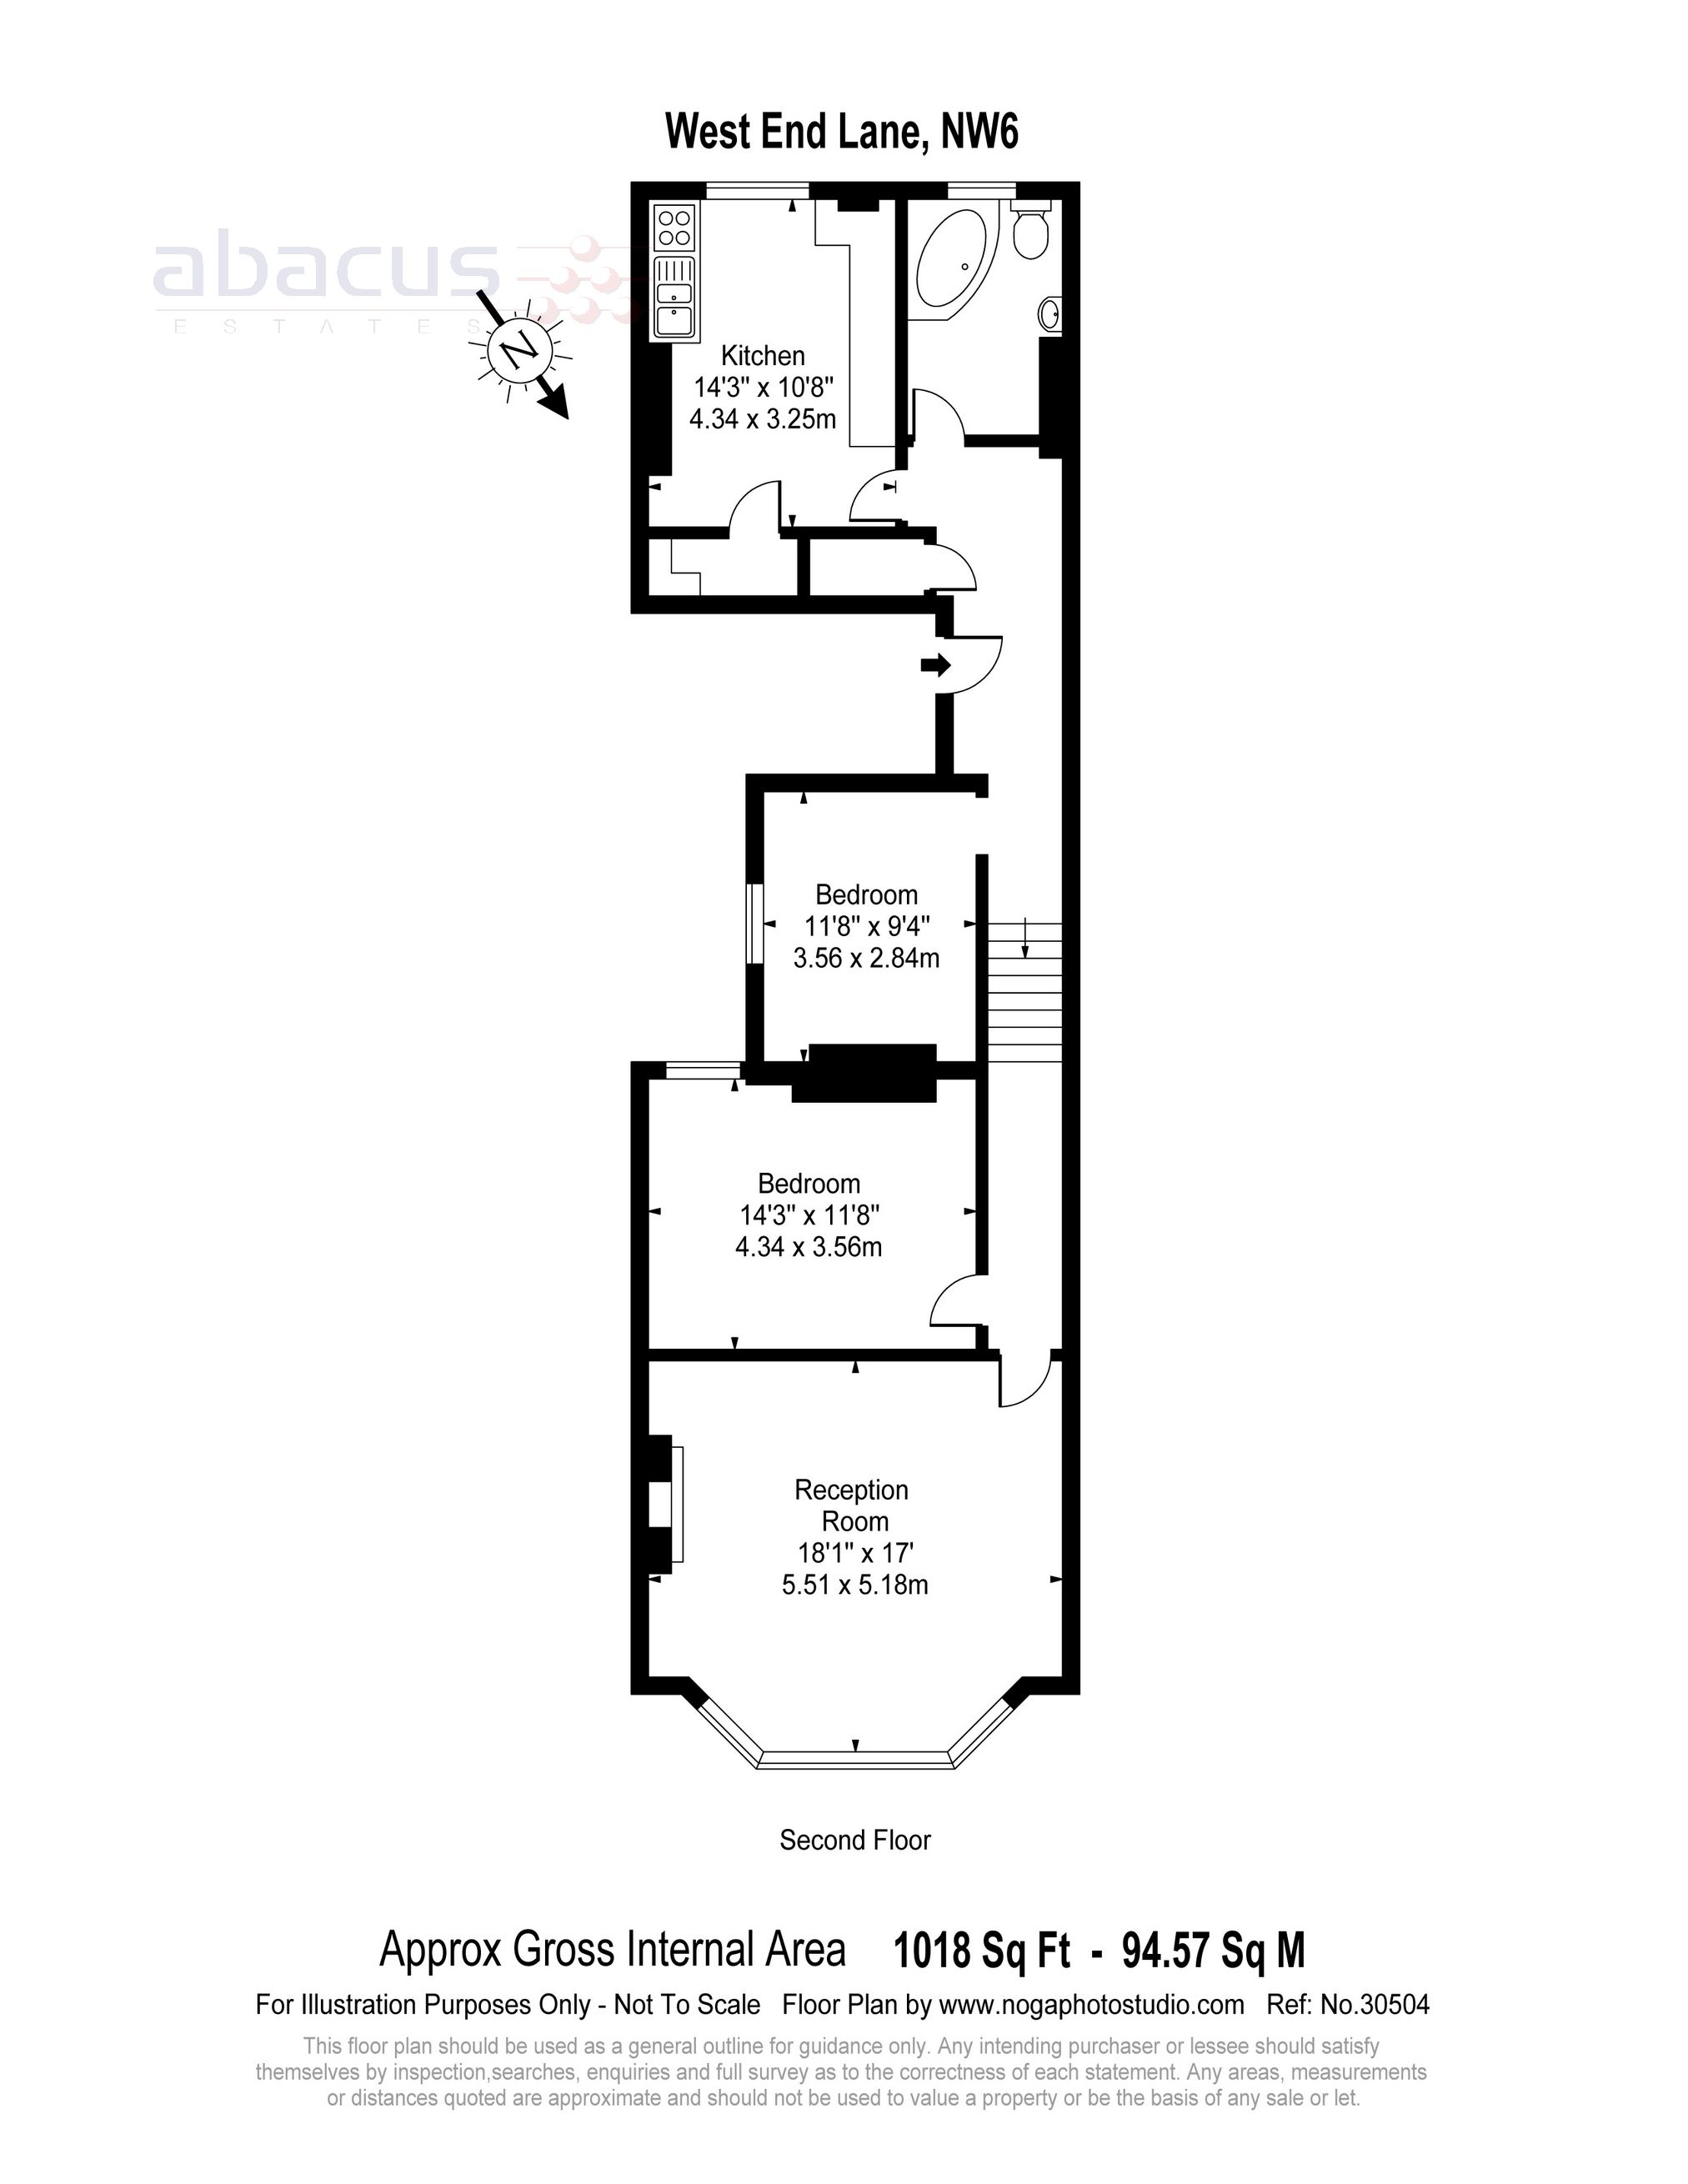 West End Lane, NW6
abacus
ESTATES
N
Kitchen
14'3" x 10'8"
4.34 x 3.25m
Bedroom
11'8" x 9'4"
3.56 x 2.84m
Bedroom
14'3" x 11'8"
4.34 x 3.56m
Reception
Room
18'1" x 17'
5.51 x 5.18m
Second Floor
Approx Gross Internal Area 1018 Sq Ft - 94.57 Sq M
For Illustration Purposes Only - Not To Scale Floor Plan by www.nogaphotostudio.com Ref: No.30504
This floor plan should be used as a general outline for guidance only. Any intending purchaser or lessee should satisfy
themselves by inspection,searches, enquiries and full survey as to the correctness of each statement. Any areas, measurements
or distances quoted are approximate and should not be used to value a property or be the basis of any sale or let.